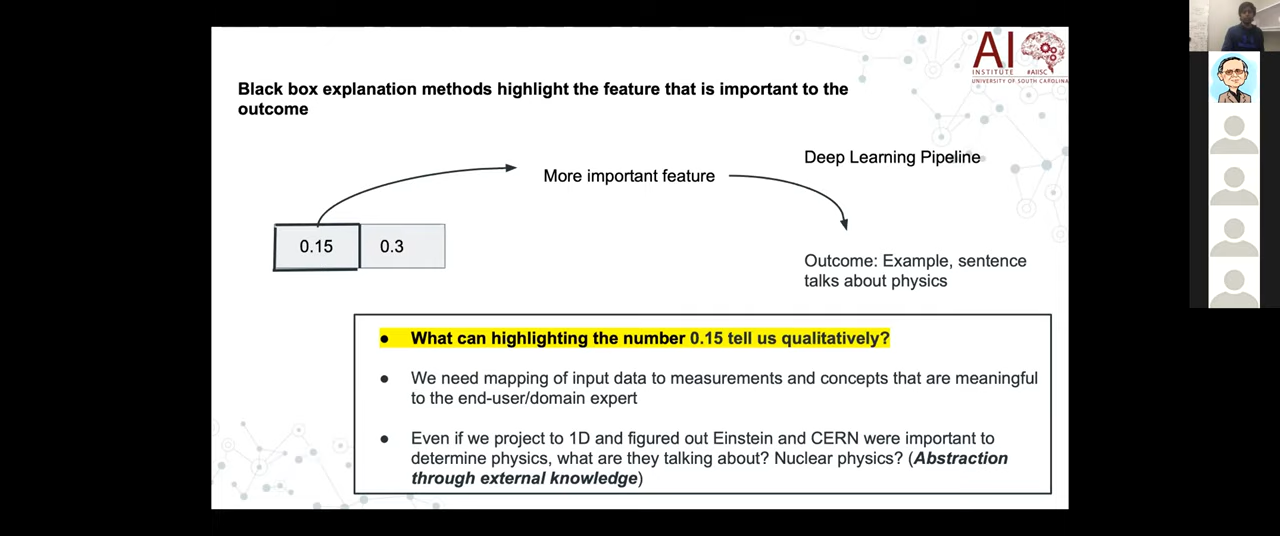 AI
INSTITUTE #AIISC
UNIVERSITY OF SOUTH CAROLINA
Black box explanation methods highlight the feature that is important to the
outcome
Deep Learning Pipeline
More important feature
0.15 0.3
Outcome: Example, sentence
talks about physics
● What can highlighting the number 0.15 tell us qualitatively?
● We need mapping of input data to measurements and concepts that are meaningful
to the end-user/domain expert
● Even if we project to 1D and figured out Einstein and CERN were important to
determine physics, what are they talking about? Nuclear physics? (Abstraction
through external knowledge)